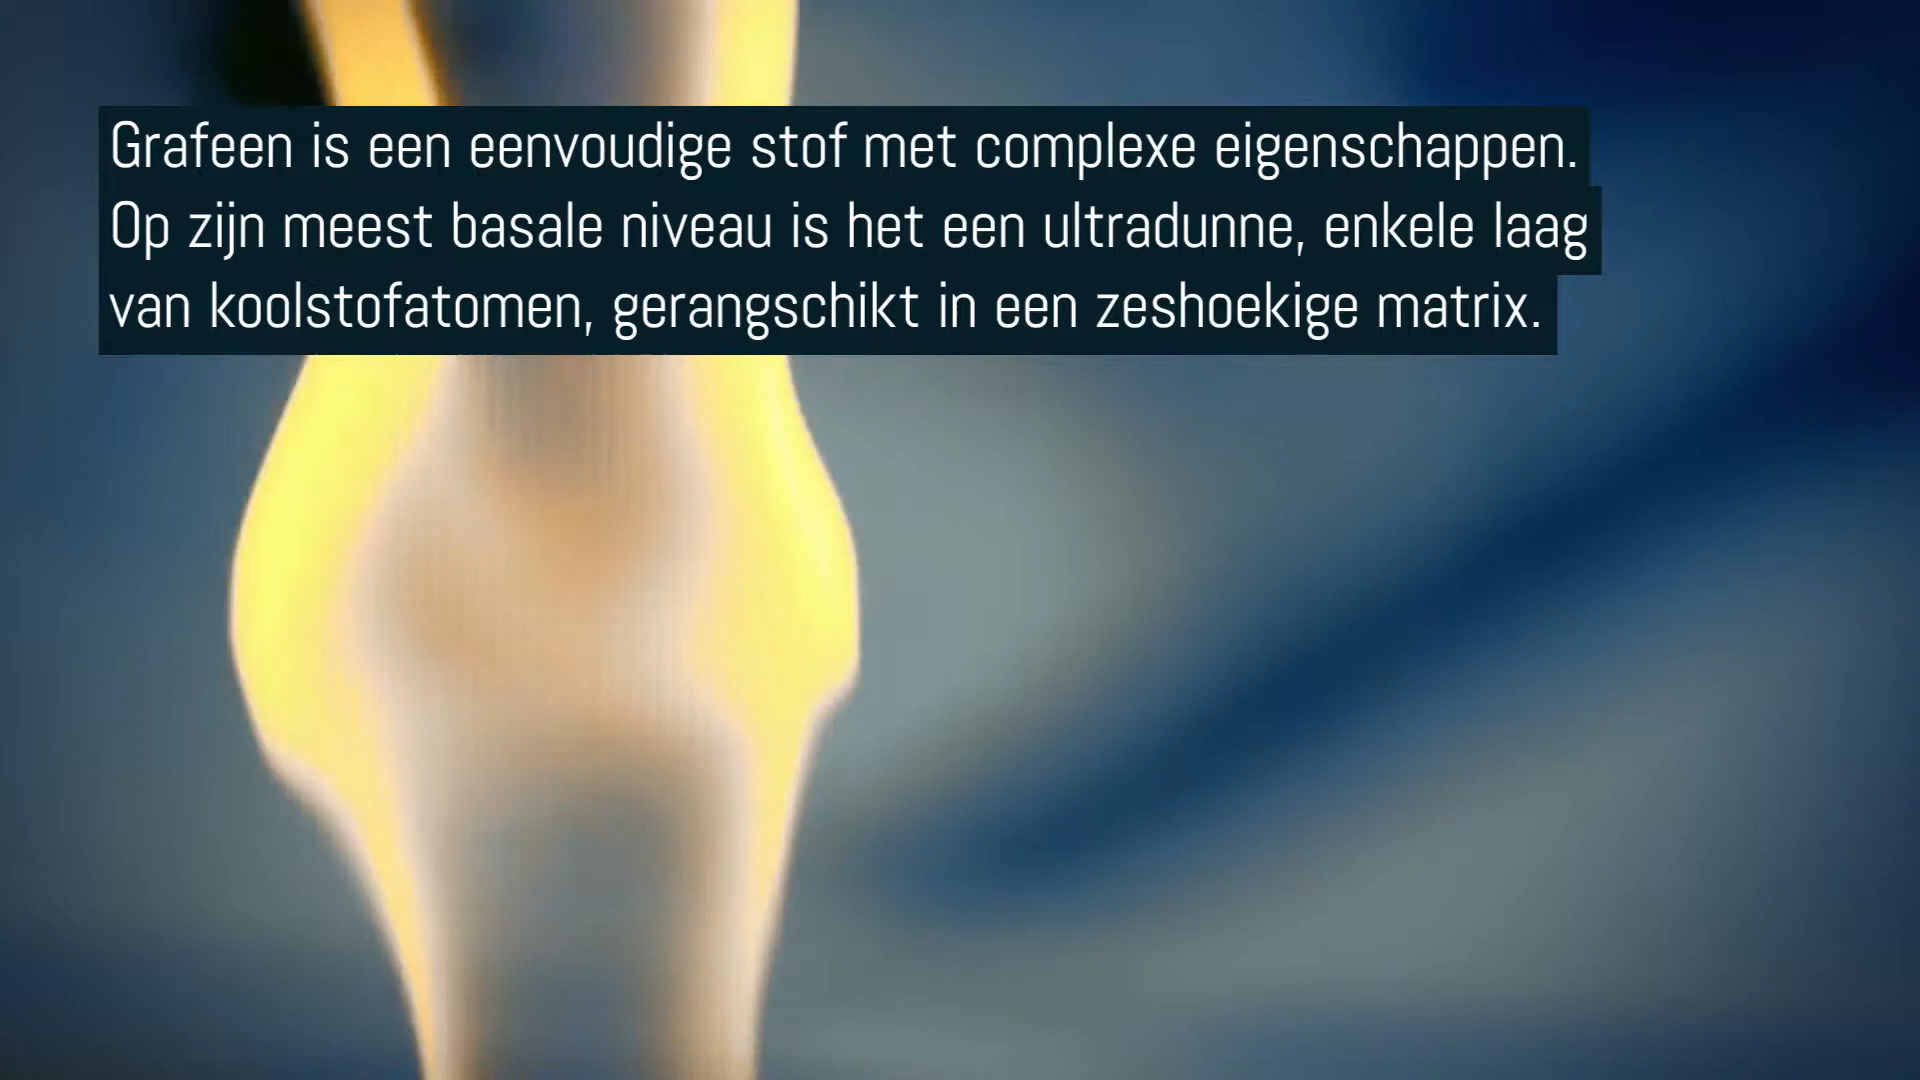 Grafeen is een eenvoudige stof met complexe eigenschappen.
Op zijn meest basale niveau is het een ultradunne, enkele laag
van koolstofatomen, gerangschikt in een zeshoekige matrix.